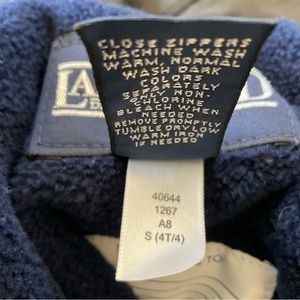 CLOSE ZIPPERS
MACHINE WASH
WARM, NORMAL
WASH DARK
COLORS
SEPARATELY
ONLY NON-
CHLORINE
BLEACH WHEN
NEEDED
REMOVE PROMPTLY
TUMBLE DRY LOW
WARM IRON
IF NEEDED
LA
40644
1267
A8
S (4T/4)